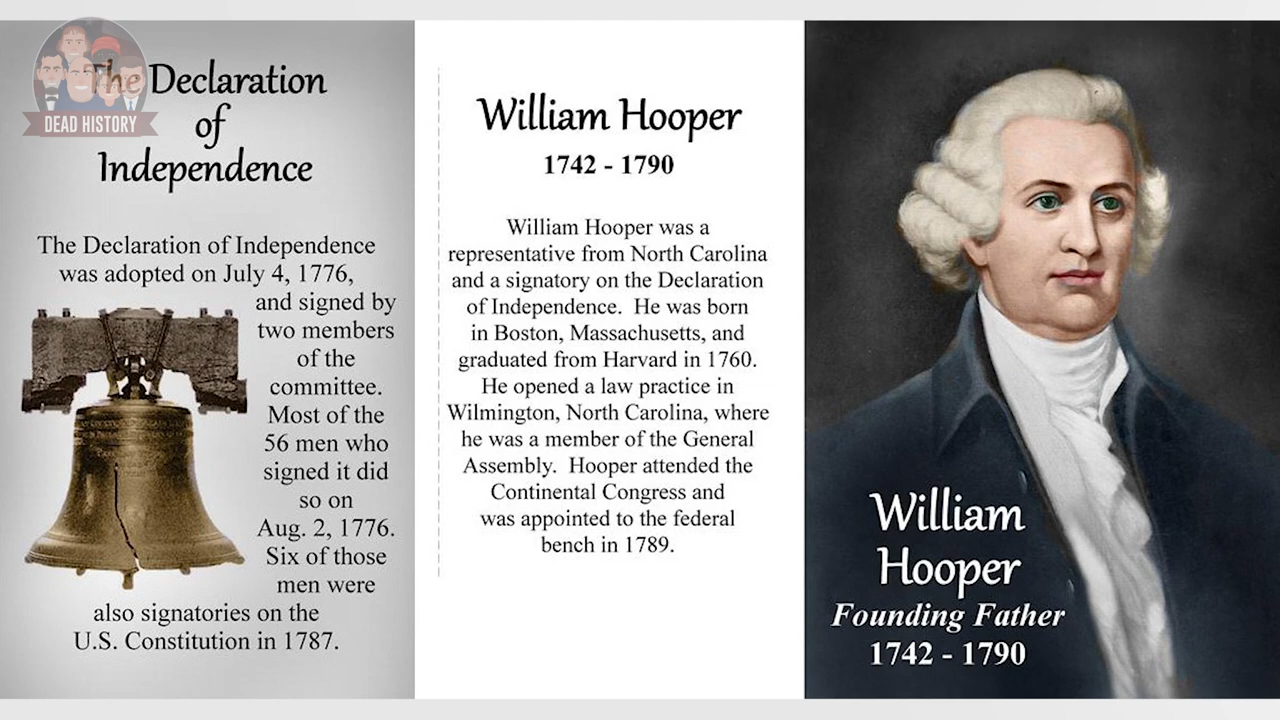 DEAD HISTORY
The Declaration
of
Independence
The Declaration of Independence
was adopted on July 4, 1776,
and signed by
two members
of the
committee.
Most of the
56 men who
signed it did
so on
Aug. 2, 1776.
Six of those
men were
also signatories on the
U.S. Constitution in 1787.
William Hooper
1742 - 1790
William Hooper was a
representative from North Carolina
and a signatory on the Declaration
of Independence. He was born
in Boston, Massachusetts, and
graduated from Harvard in 1760.
He opened a law practice in
Wilmington, North Carolina, where
he was a member of the General
Assembly. Hooper attended the
Continental Congress and
was appointed to the federal
bench in 1789.
William
Hooper
Founding Father
1742 - 1790